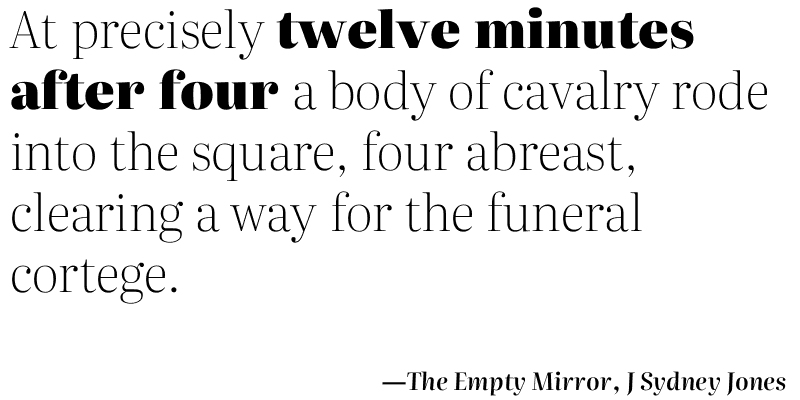 At precisely twelve minutes
after four a body of cavalry rode
into the square, four abreast,
clearing a way for the funeral
cortege.
—The Empty Mirror, J Sydney Jones